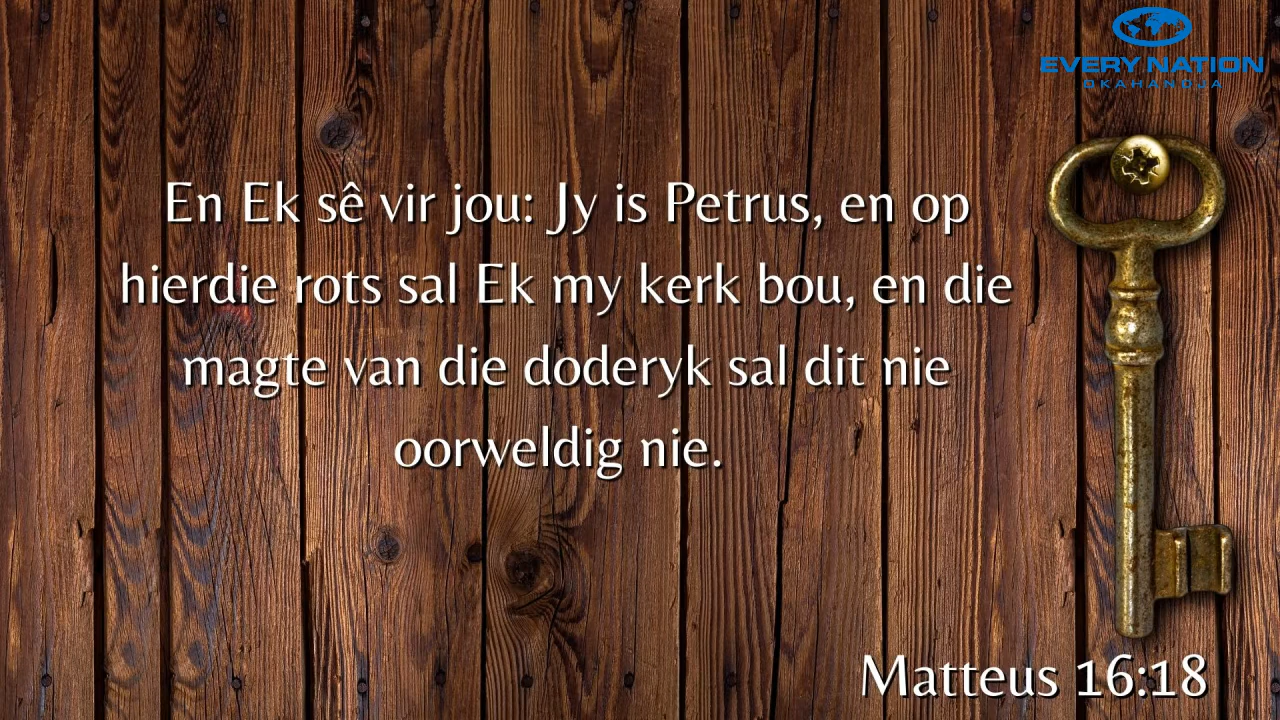 EVERY NATION
OKAHANDJA
En Ek sê vir jou: Jy is Petrus, en op
hierdie rots sal Ek my kerk bou, en die
magte van die doderyk sal dit nie
oorweldig nie.
Matteus 16:18